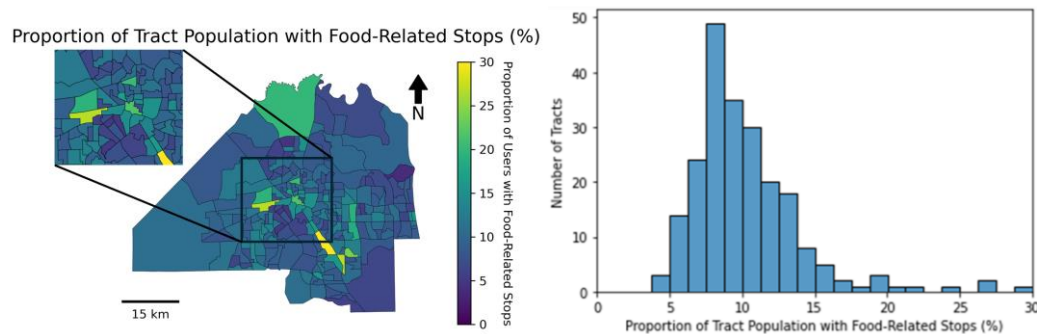 Proportion of Tract Population with Food-Related Stops (%)
N
15 km
30
25
20
15
10
5
0
Proportion of Users with Food-Related Stops
50
40
30
20
10
0
Number of Tracts
0 5 10 15 20 25 30
Proportion of Tract Population with Food-Related Stops (%)